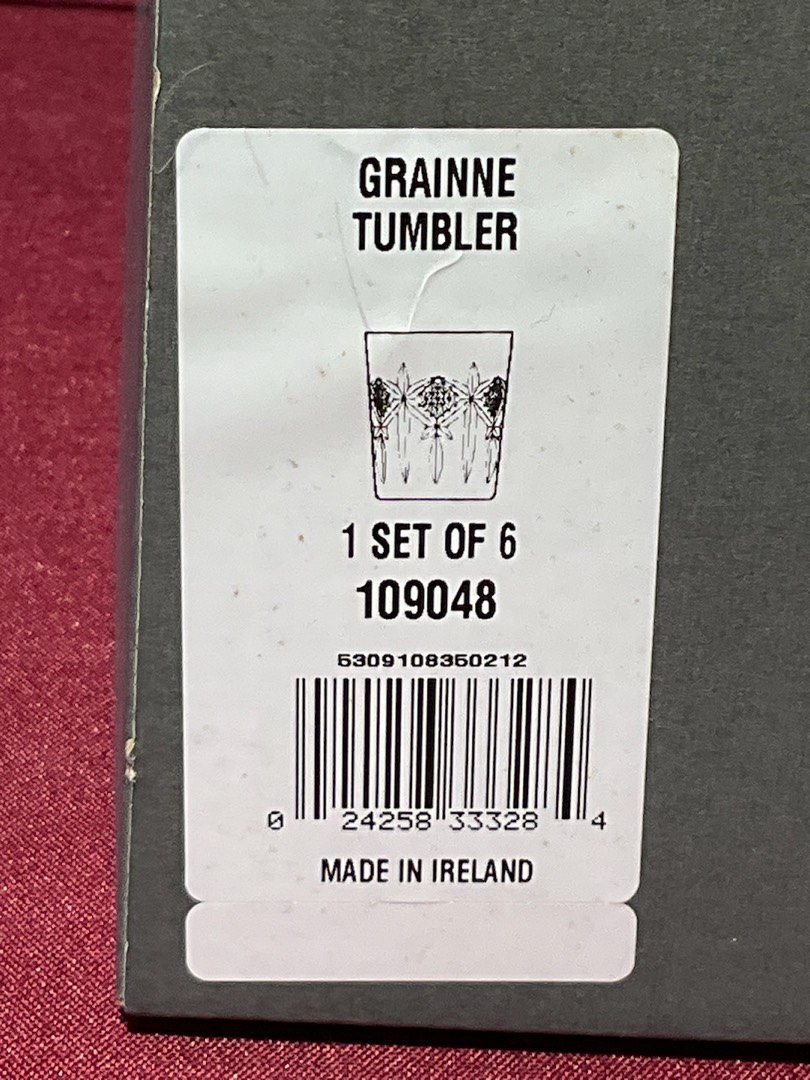 GRAINNE
TUMBLER
1 SET OF 6
109048
5309108350212
0 24258 33328 4
MADE IN IRELAND